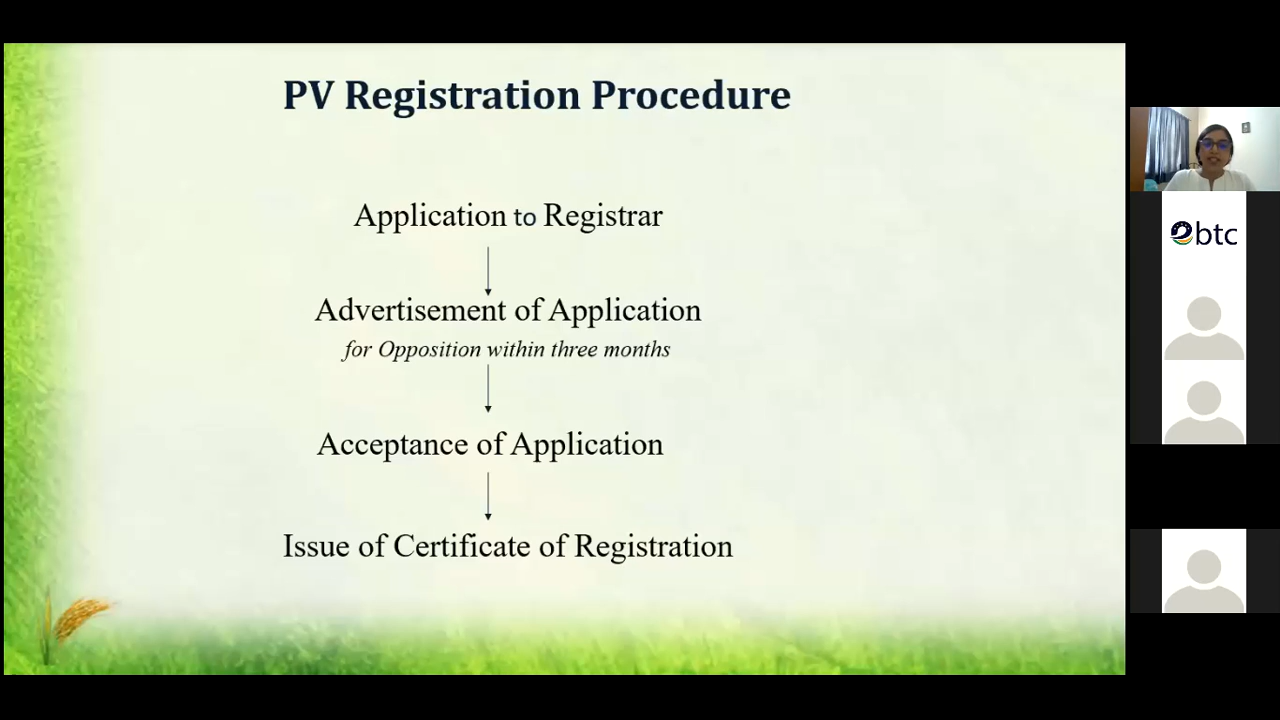 PV Registration Procedure
Application to Registrar
Advertisement of Application
for Opposition within three months
Acceptance of Application
Issue of Certificate of Registration
btc